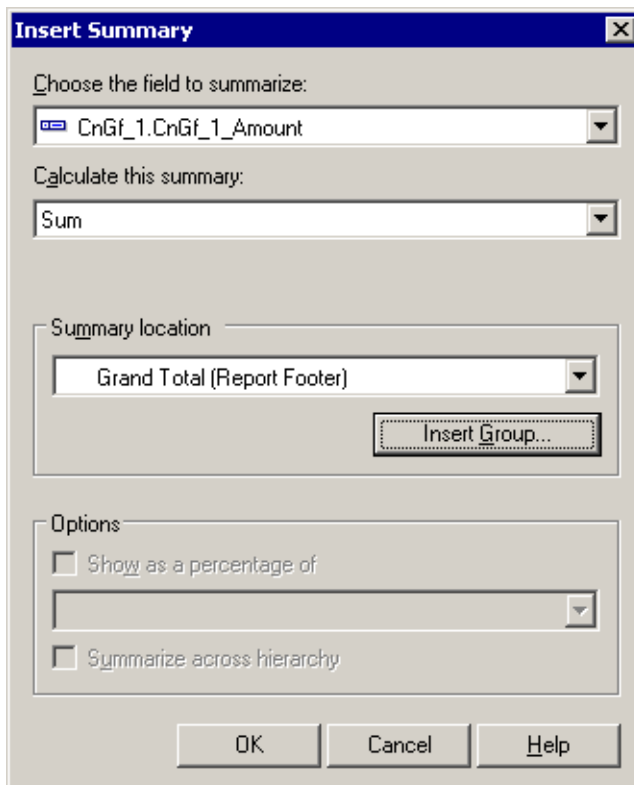 Insert Summary
Choose the field to summarize:
CnGf_1.CnGf_1_Amount
Calculate this summary:
Sum
Summary location
Grand Total (Report Footer)
Insert Group...
Options
Show as a percentage of
Summarize across hierarchy
OK Cancel Help